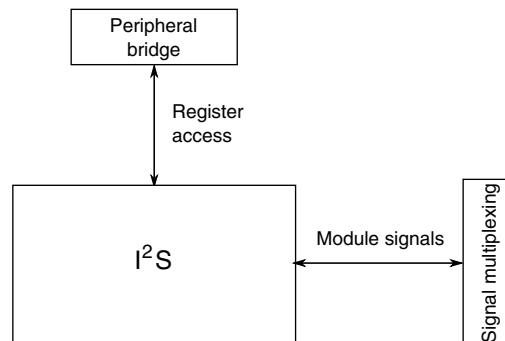 Peripheral
bridge
Register
access
I²S
Module signals
Signal multiplexing